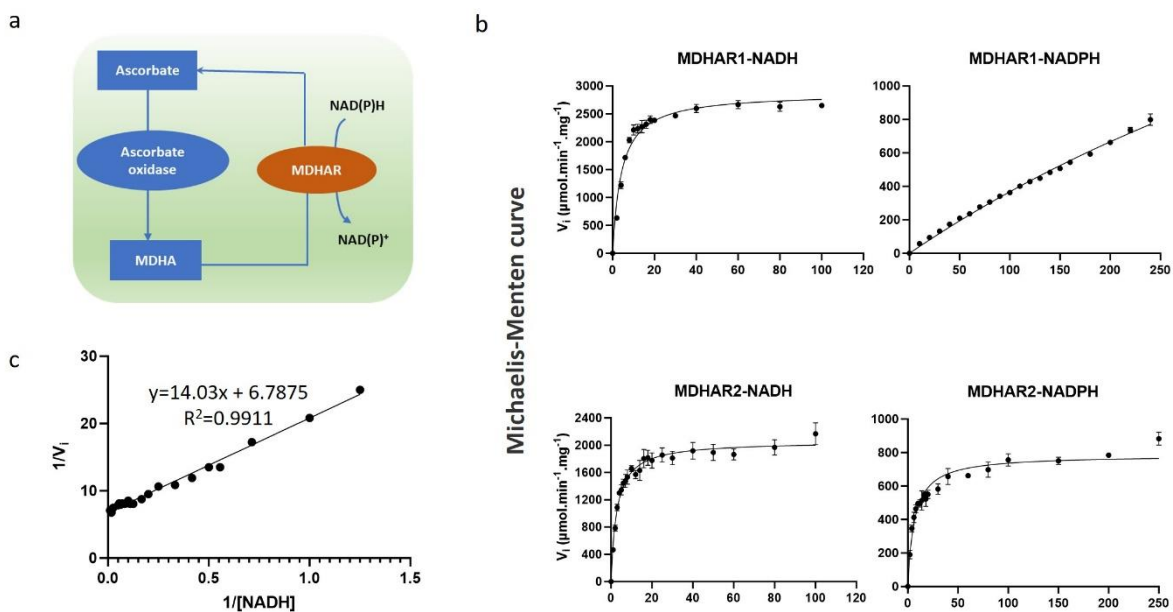 a
Ascorbate
NAD(P)H
Ascorbate
oxidase
MDHAR
NAD(P)⁺
MDHA
b
Michaelis-Menten curve
MDHAR1-NADH
Vᵢ (µmol.min⁻¹.mg⁻¹)
3000
2500
2000
1500
1000
500
0
0 20 40 60 80 100 120
MDHAR1-NADPH
1000
800
600
400
200
0
0 50 100 150 200 250
MDHAR2-NADH
Vᵢ (µmol.min⁻¹.mg⁻¹)
2400
2000
1600
1200
800
400
0
0 20 40 60 80 100 120
MDHAR2-NADPH
1000
800
600
400
200
0
0 50 100 150 200 250
c
1/Vᵢ
30
20
10
0
y=14.03x + 6.7875
R²=0.9911
0.0 0.5 1.0 1.5
1/[NADH]